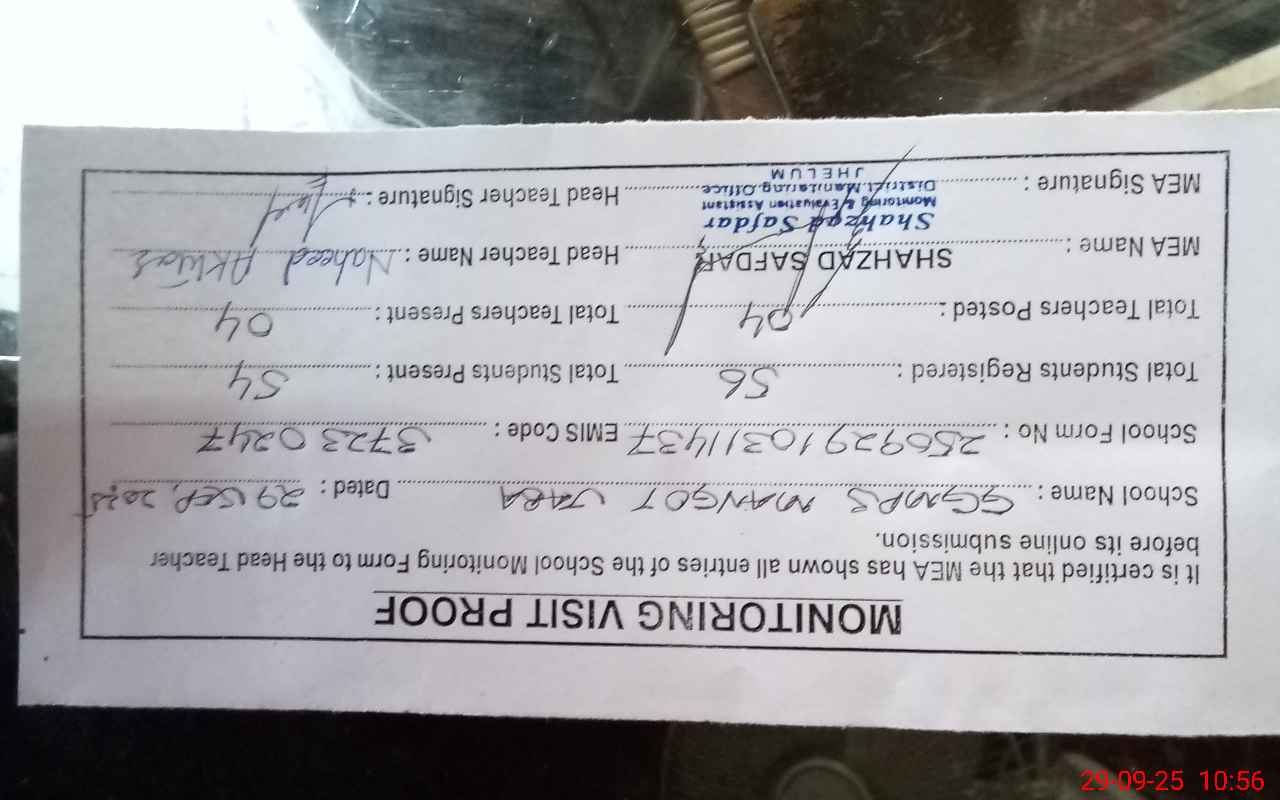 MONITORING VISIT PROOF
It is certified that the MEA has shown all entries of the School Monitoring Form to the Head Teacher
before its online submission.
School Name : GGMPS MANGOT JABA Dated : 29 SEP, 2025
School Form No : 25092910311437 EMIS Code : 37230247
Total Students Registered : 56 Total Students Present : 54
Total Teachers Posted : 04 Total Teachers Present : 04
MEA Name : SHAHZAD SAFDAR Head Teacher Name : Naheed Akhtar
Shahzad Safdar
Monitoring & Evaluation Assistant
MEA Signature : District Monitoring Office Head Teacher Signature :
JHELUM
29-09-25 10:56